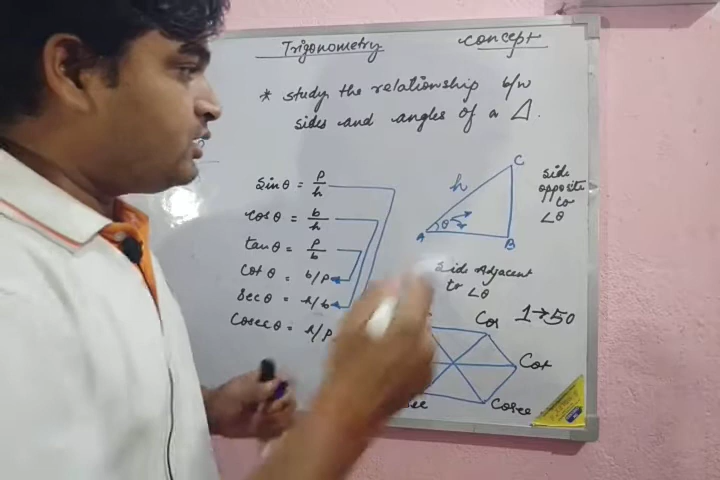 Trigonometry concept
* study the relationship b/w
sides and angles of a Δ.
sinθ = p/h
cosθ = b/h
tanθ = p/b
cotθ = b/p
secθ = h/b
cosecθ = h/p
h
C
A
θ
B
side
opposite
to
∠θ
side Adjacent
to ∠θ
Cos
1→50
Cot
Cosec